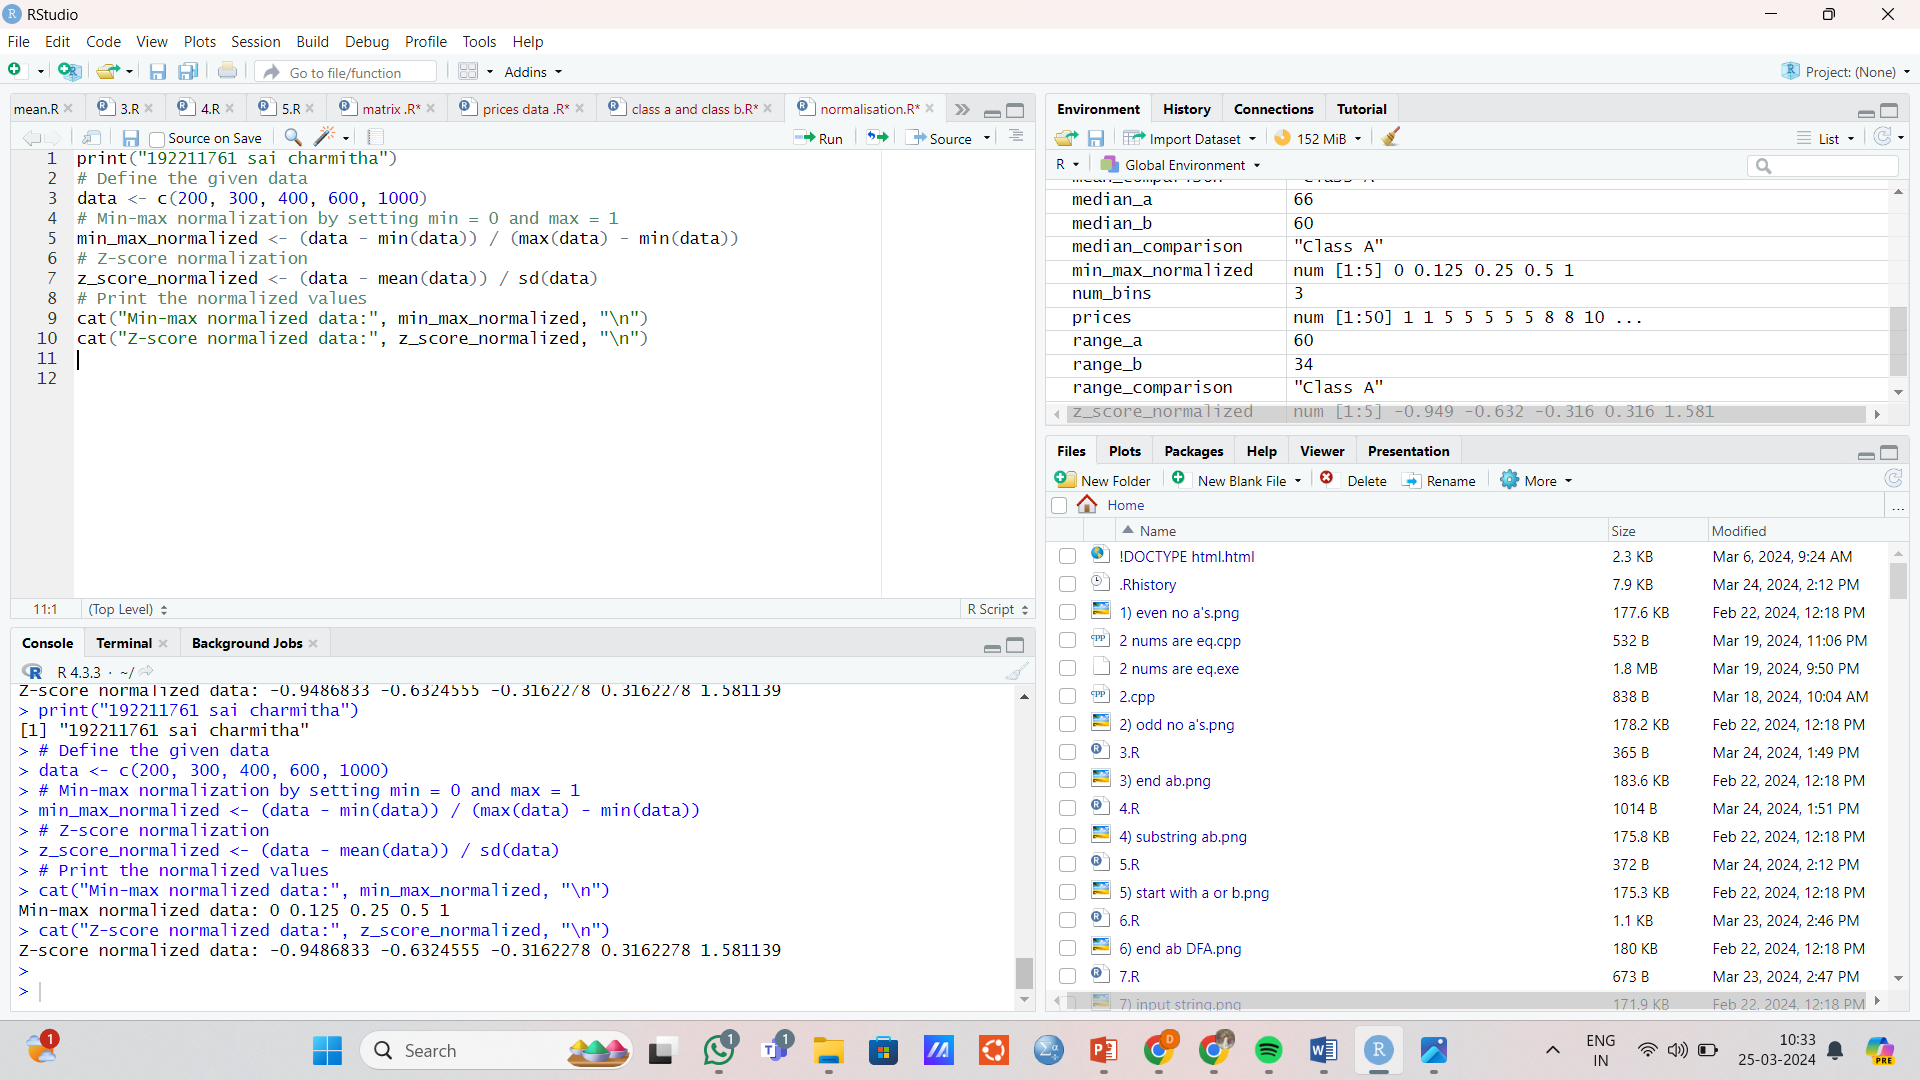 RStudio
File Edit Code View Plots Session Build Debug Profile Tools Help
Go to file/function Addins Project: (None)
mean.R 3.R 4.R 5.R matrix .R* prices data .R* class a and class b.R* normalisation.R*
Source on Save Run Source
1 print("192211761 sai charmitha")
2 # Define the given data
3 data <- c(200, 300, 400, 600, 1000)
4 # Min-max normalization by setting min = 0 and max = 1
5 min_max_normalized <- (data - min(data)) / (max(data) - min(data))
6 # Z-score normalization
7 z_score_normalized <- (data - mean(data)) / sd(data)
8 # Print the normalized values
9 cat("Min-max normalized data:", min_max_normalized, "\n")
10 cat("Z-score normalized data:", z_score_normalized, "\n")
11
12
11:1 (Top Level) R Script
Console Terminal Background Jobs
R 4.3.3 · ~/
Z-score normalized data: -0.9486833 -0.6324555 -0.3162278 0.3162278 1.581139
> print("192211761 sai charmitha")
[1] "192211761 sai charmitha"
> # Define the given data
> data <- c(200, 300, 400, 600, 1000)
> # Min-max normalization by setting min = 0 and max = 1
> min_max_normalized <- (data - min(data)) / (max(data) - min(data))
> # Z-score normalization
> z_score_normalized <- (data - mean(data)) / sd(data)
> # Print the normalized values
> cat("Min-max normalized data:", min_max_normalized, "\n")
Min-max normalized data: 0 0.125 0.25 0.5 1
> cat("Z-score normalized data:", z_score_normalized, "\n")
Z-score normalized data: -0.9486833 -0.6324555 -0.3162278 0.3162278 1.581139
>
>
Environment History Connections Tutorial
Import Dataset 152 MiB List
R Global Environment
median_a 66
median_b 60
median_comparison "Class A"
min_max_normalized num [1:5] 0 0.125 0.25 0.5 1
num_bins 3
prices num [1:50] 1 1 5 5 5 5 5 8 8 10 ...
range_a 60
range_b 34
range_comparison "Class A"
z_score_normalized num [1:5] -0.949 -0.632 -0.316 0.316 1.581
Files Plots Packages Help Viewer Presentation
New Folder New Blank File Delete Rename More
Home ...
Name Size Modified
!DOCTYPE html.html 2.3 KB Mar 6, 2024, 9:24 AM
.Rhistory 7.9 KB Mar 24, 2024, 2:12 PM
1) even no a's.png 177.6 KB Feb 22, 2024, 12:18 PM
2 nums are eq.cpp 532 B Mar 19, 2024, 11:06 PM
2 nums are eq.exe 1.8 MB Mar 19, 2024, 9:50 PM
2.cpp 838 B Mar 18, 2024, 10:04 AM
2) odd no a's.png 178.2 KB Feb 22, 2024, 12:18 PM
3.R 365 B Mar 24, 2024, 1:49 PM
3) end ab.png 183.6 KB Feb 22, 2024, 12:18 PM
4.R 1014 B Mar 24, 2024, 1:51 PM
4) substring ab.png 175.8 KB Feb 22, 2024, 12:18 PM
5.R 372 B Mar 24, 2024, 2:12 PM
5) start with a or b.png 175.3 KB Feb 22, 2024, 12:18 PM
6.R 1.1 KB Mar 23, 2024, 2:46 PM
6) end ab DFA.png 180 KB Feb 22, 2024, 12:18 PM
7.R 673 B Mar 23, 2024, 2:47 PM
7) input string.png 171.9 KB Feb 22, 2024, 12:18 PM
1 Search 1 1 D ENG 10:33
IN 25-03-2024 PRE